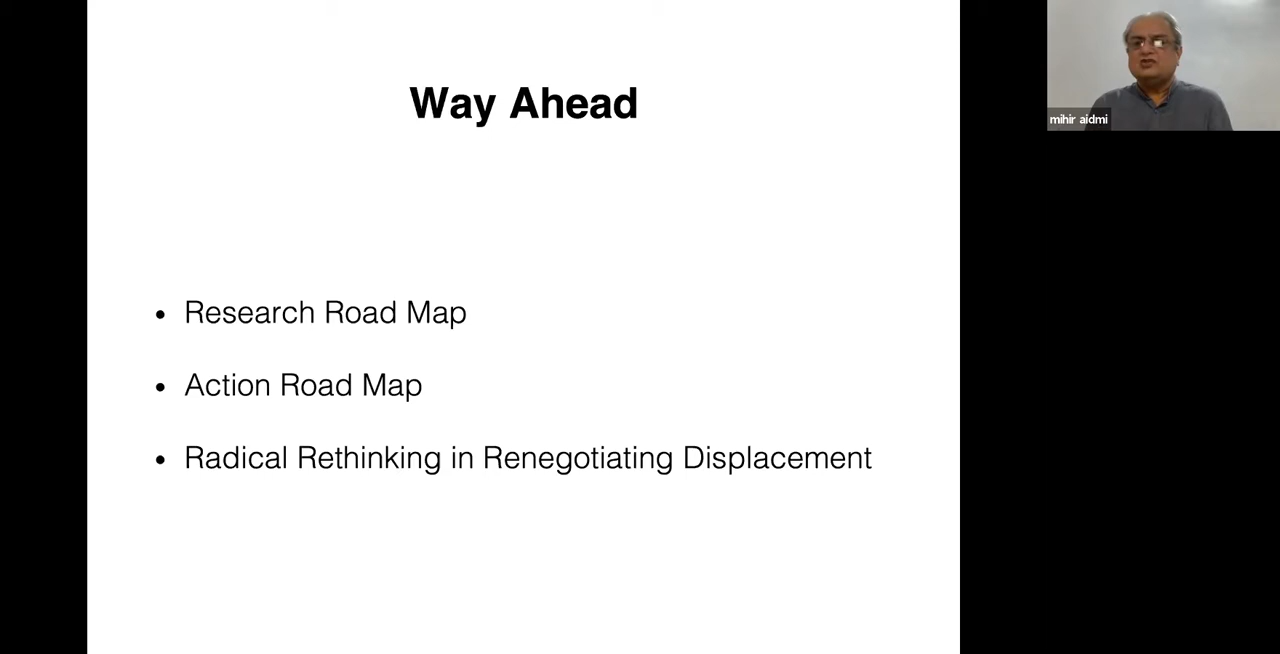 Way Ahead
mihir aidmi
• Research Road Map
• Action Road Map
• Radical Rethinking in Renegotiating Displacement